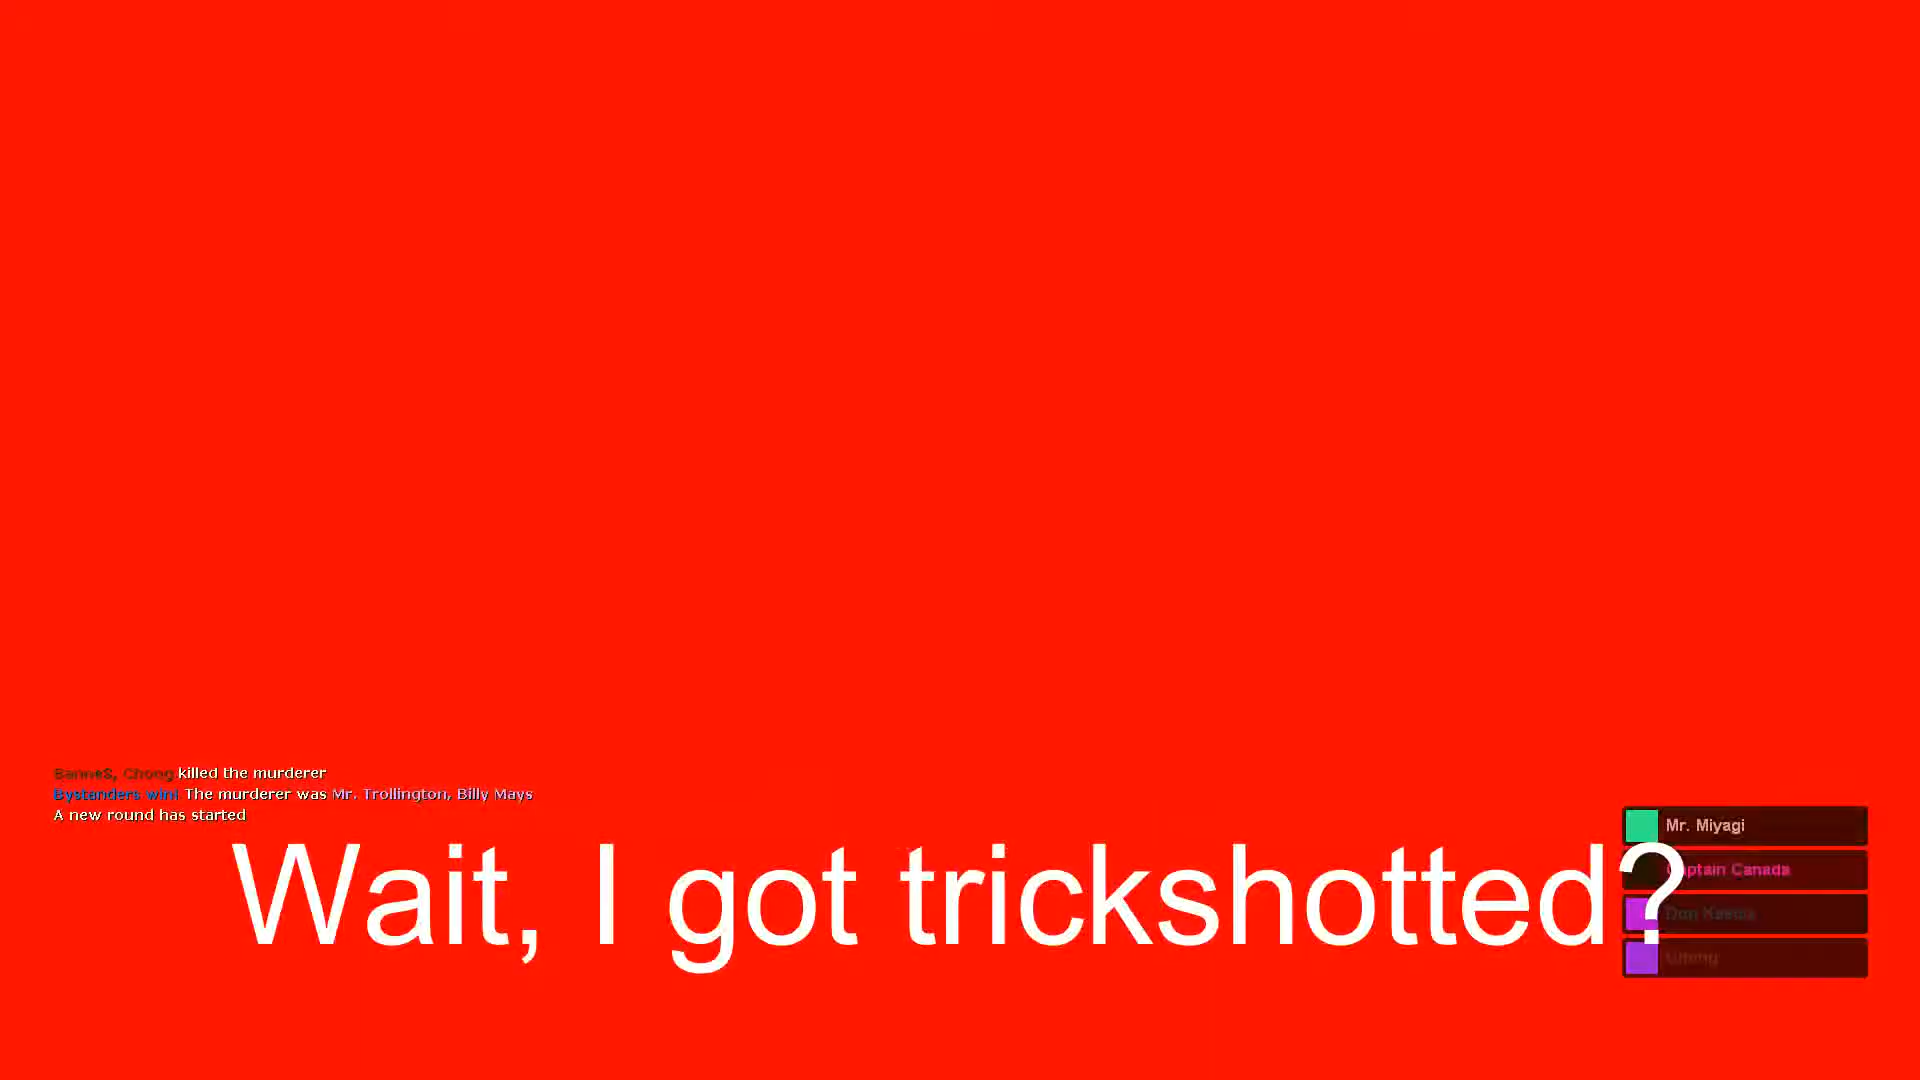 BanneS, Chong killed the murderer
Bystanders win! The murderer was Mr. Trollington, Billy Mays
A new round has started
Mr. Miyagi
Captain Canada
Wait, I got trickshotted?
Don